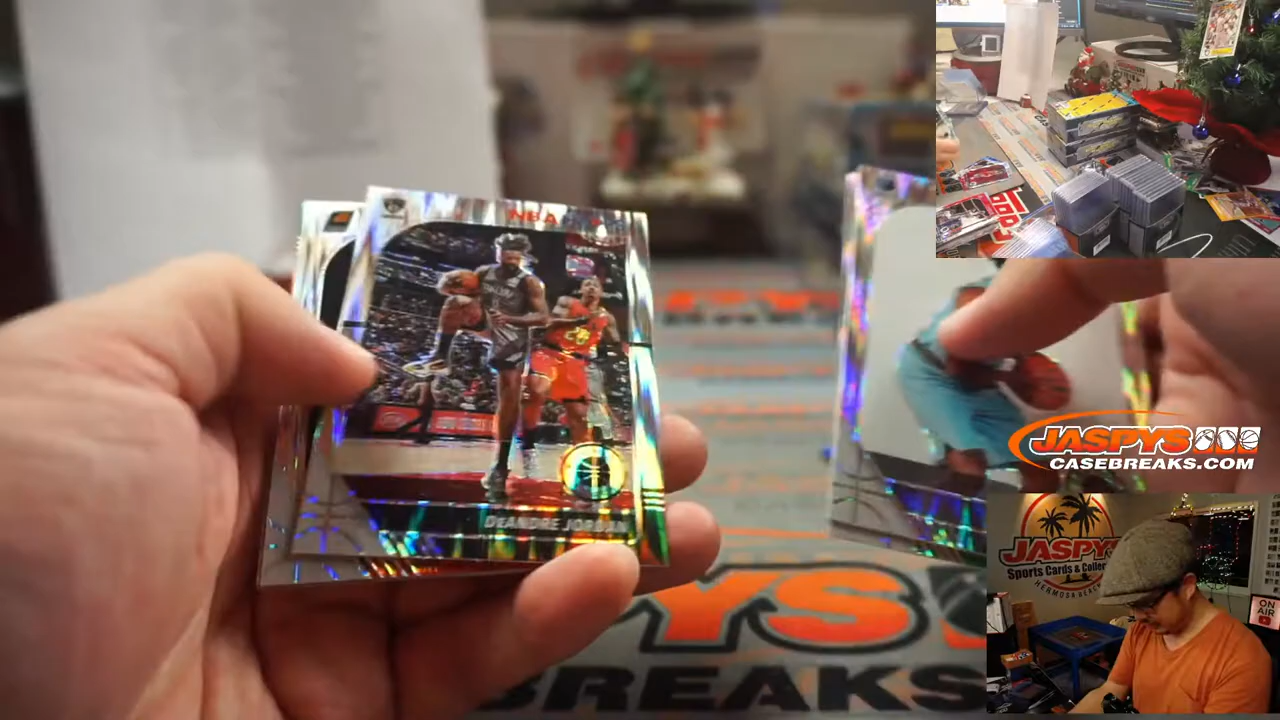 NBA
DEANDRE JORDAN
JASPYS
CASEBREAKS.COM
YS
BREAKS
JASPYS
Sports Cards & Collec
HERMOSA BEACH
ON
AIR